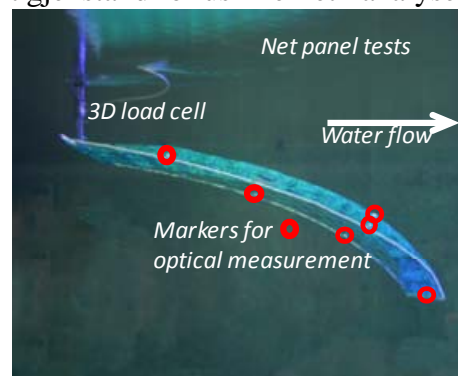 Net panel tests
3D load cell
Water flow
Markers for
optical measurement